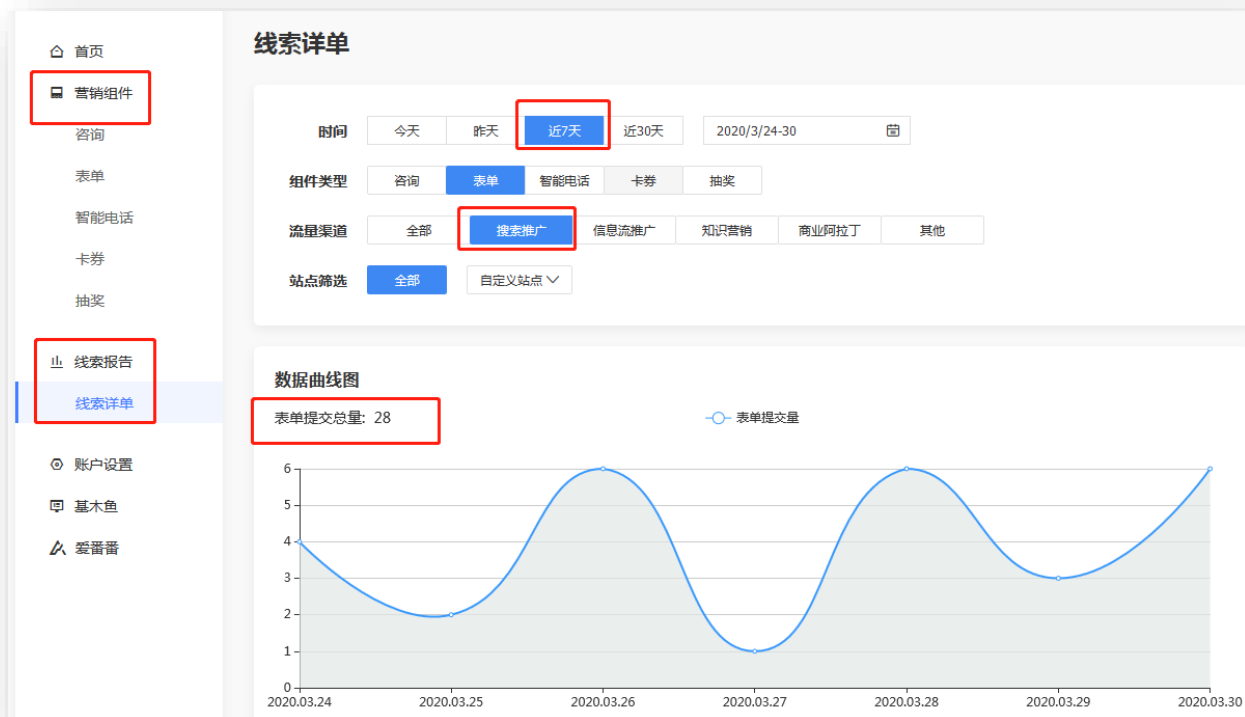 线索详单
首页
营销组件
咨询
表单
智能电话
卡券
抽奖
线索报告
线索详单
账户设置
基木鱼
爱番番
时间 今天 昨天 近7天 近30天 2020/3/24-30
组件类型 咨询 表单 智能电话 卡券 抽奖
流量渠道 全部 搜索推广 信息流推广 知识营销 商业阿拉丁 其他
站点筛选 全部 自定义站点
数据曲线图
表单提交总量: 28 表单提交量
6
5
4
3
2
1
0
2020.03.24 2020.03.25 2020.03.26 2020.03.27 2020.03.28 2020.03.29 2020.03.30